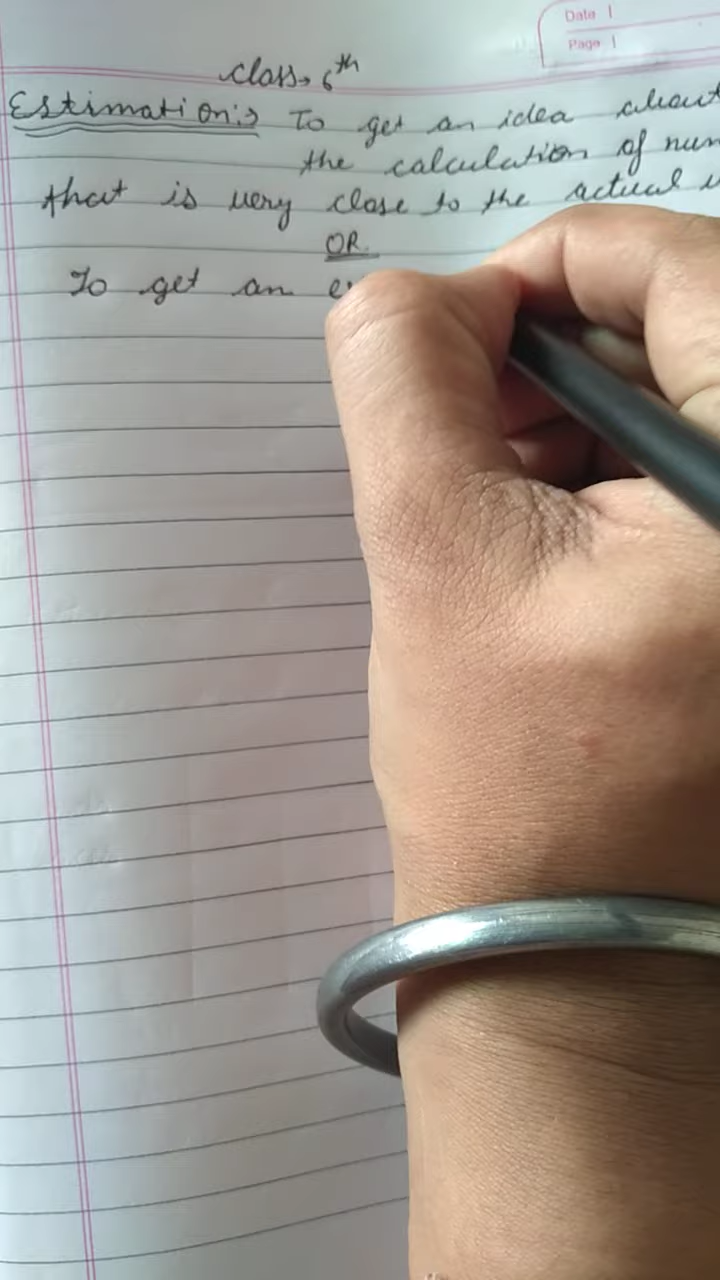 Date
Page
class → 6th
Estimation:→ To get an idea about
the calculation of
that is very close to the actual
OR
To get an